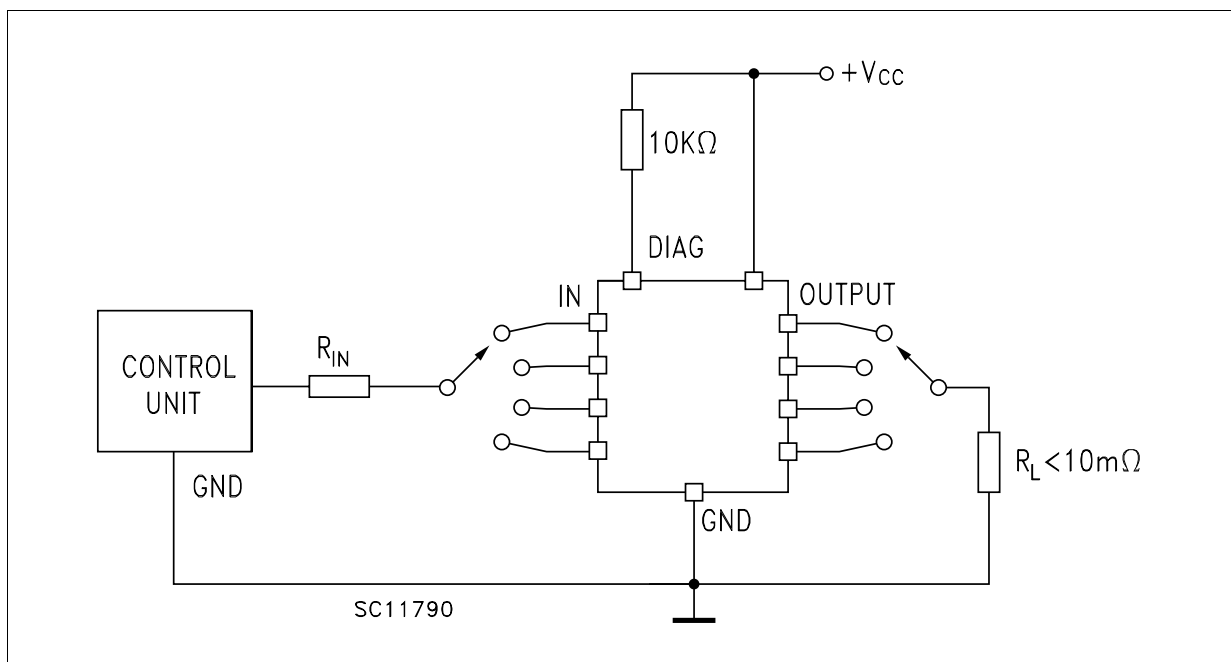 +VCC
10KΩ
DIAG
IN
OUTPUT
RIN
CONTROL
UNIT
RL<10mΩ
GND
GND
SC11790